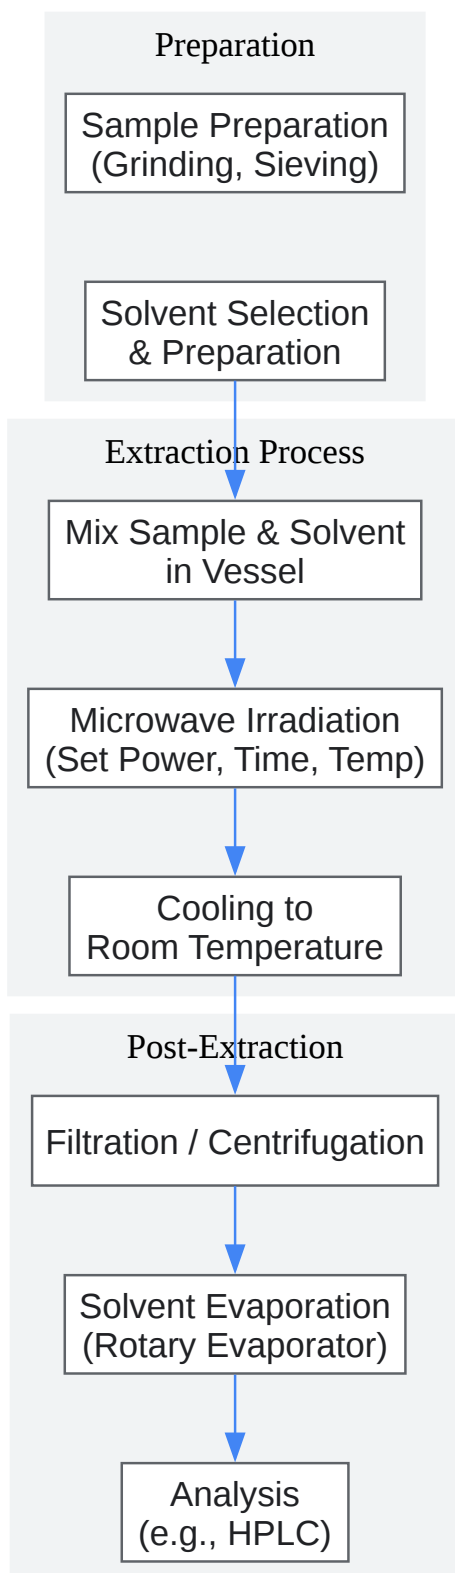 Preparation
Sample Preparation
(Grinding, Sieving)
Solvent Selection
& Preparation
Extraction Process
Mix Sample & Solvent
in Vessel
Microwave Irradiation
(Set Power, Time, Temp)
Cooling to
Room Temperature
Post-Extraction
Filtration / Centrifugation
Solvent Evaporation
(Rotary Evaporator)
Analysis
(e.g., HPLC)